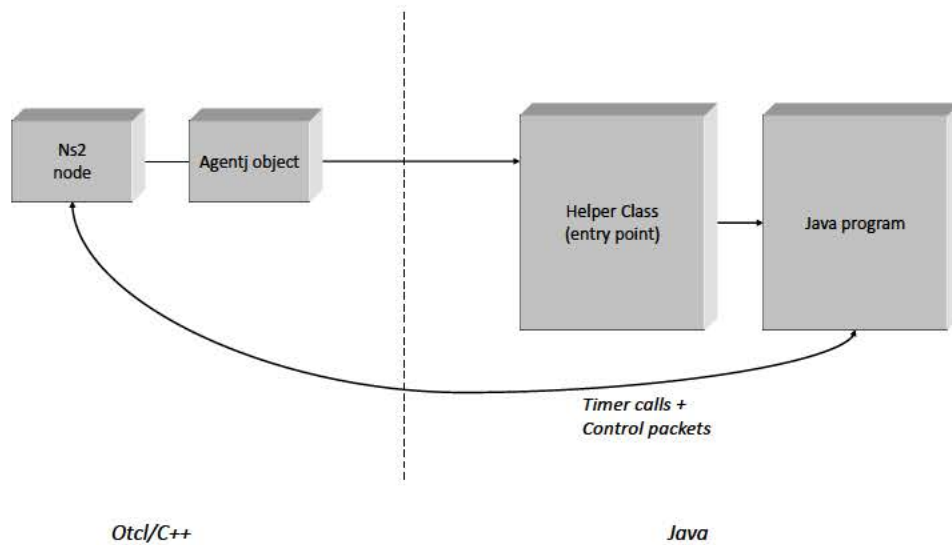 Ns2
node
Agentj object
Helper Class
(entry point)
Java program
Timer calls +
Control packets
Otcl/C++
Java